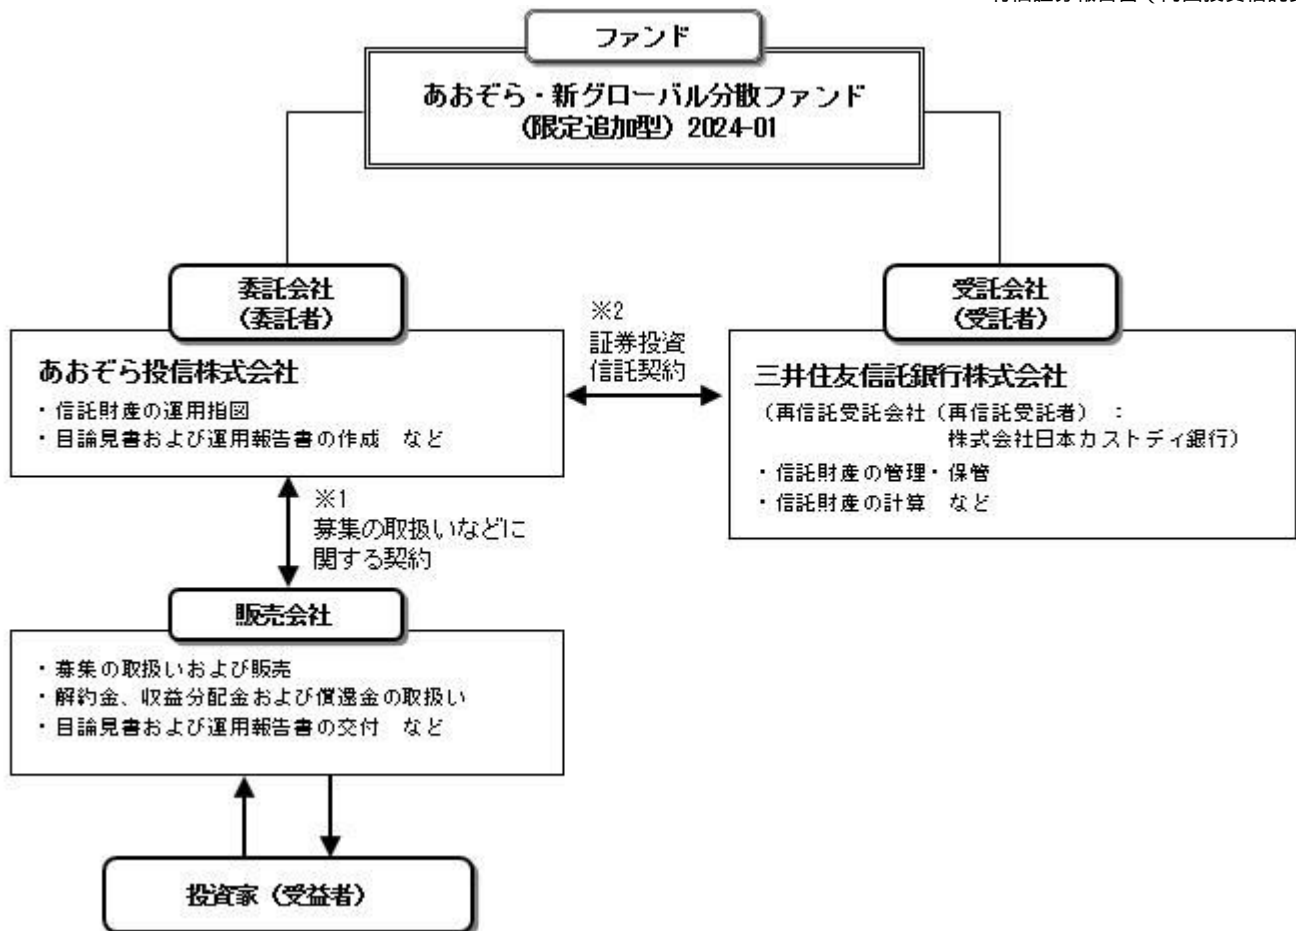 ファンド
あおぞら・新グローバル分散ファンド
（限定追加型）2024-01
委託会社
（委託者）
あおぞら投信株式会社
・信託財産の運用指図
・目論見書および運用報告書の作成　など
※2
証券投資
信託契約
受託会社
（受託者）
三井住友信託銀行株式会社
（再信託受託会社（再信託受託者）：
株式会社日本カストディ銀行）
・信託財産の管理・保管
・信託財産の計算　など
※1
募集の取扱いなどに
関する契約
販売会社
・募集の取扱いおよび販売
・解約金、収益分配金および償還金の取扱い
・目論見書および運用報告書の交付　など
投資家（受益者）